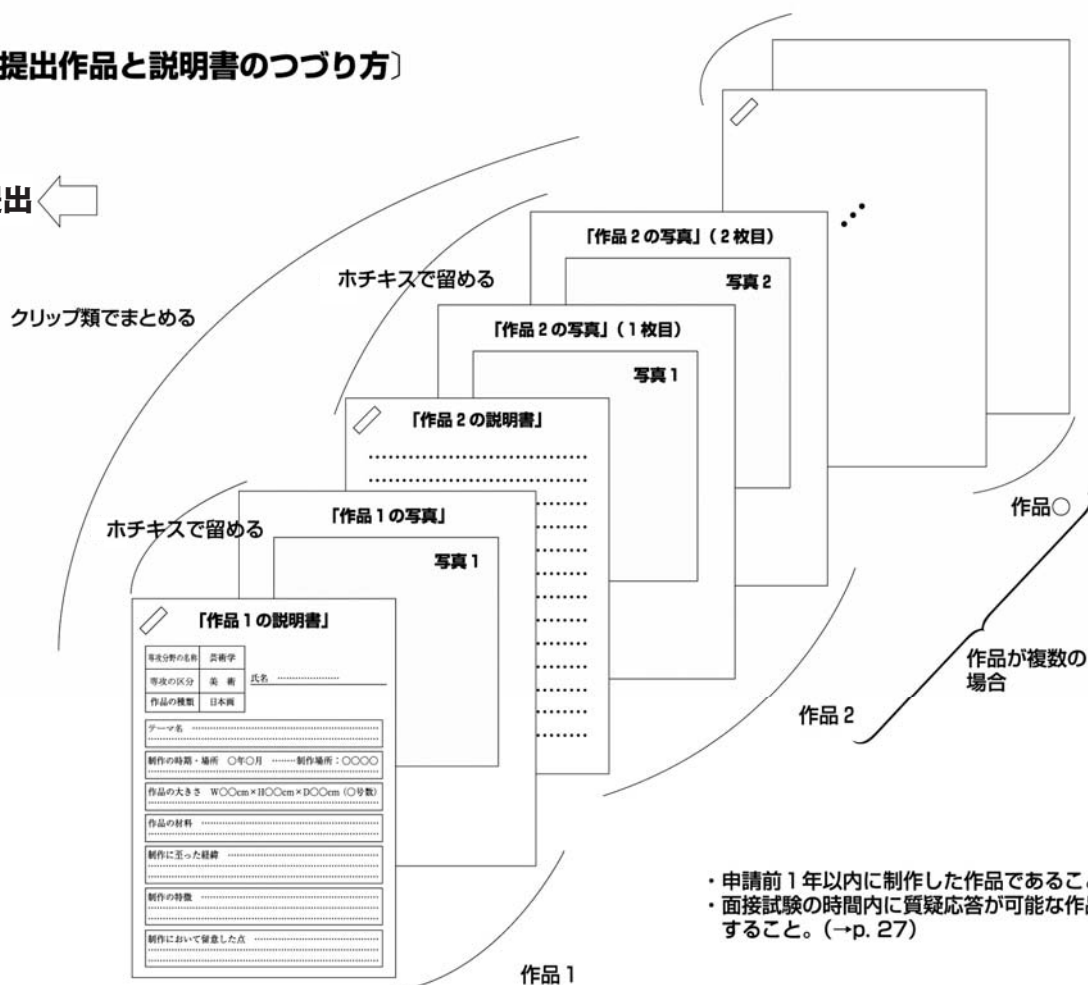 提出作品と説明書のつづり方〕
提出
クリップ類でまとめる
ホチキスで留める
「作品2の写真」(2枚目)
写真2
「作品2の写真」(1枚目)
写真1
「作品2の説明書」
ホチキスで留める
「作品1の写真」
写真1
「作品1の説明書」
専攻分野の名称 芸術学
専攻の区分 美術
氏名
作品の種類 日本画
テーマ名
制作の時期・場所 ○年○月 ……制作場所：○○○○
作品の大きさ W○○cm×H○○cm×D○○cm (○号数)
作品の材料
制作に至った経緯
制作の特徴
制作において留意した点
作品○
作品が複数の
場合
作品2
作品1
・申請前1年以内に制作した作品であるこ
・面接試験の時間内に質疑応答が可能な作
すること。(→p. 27)